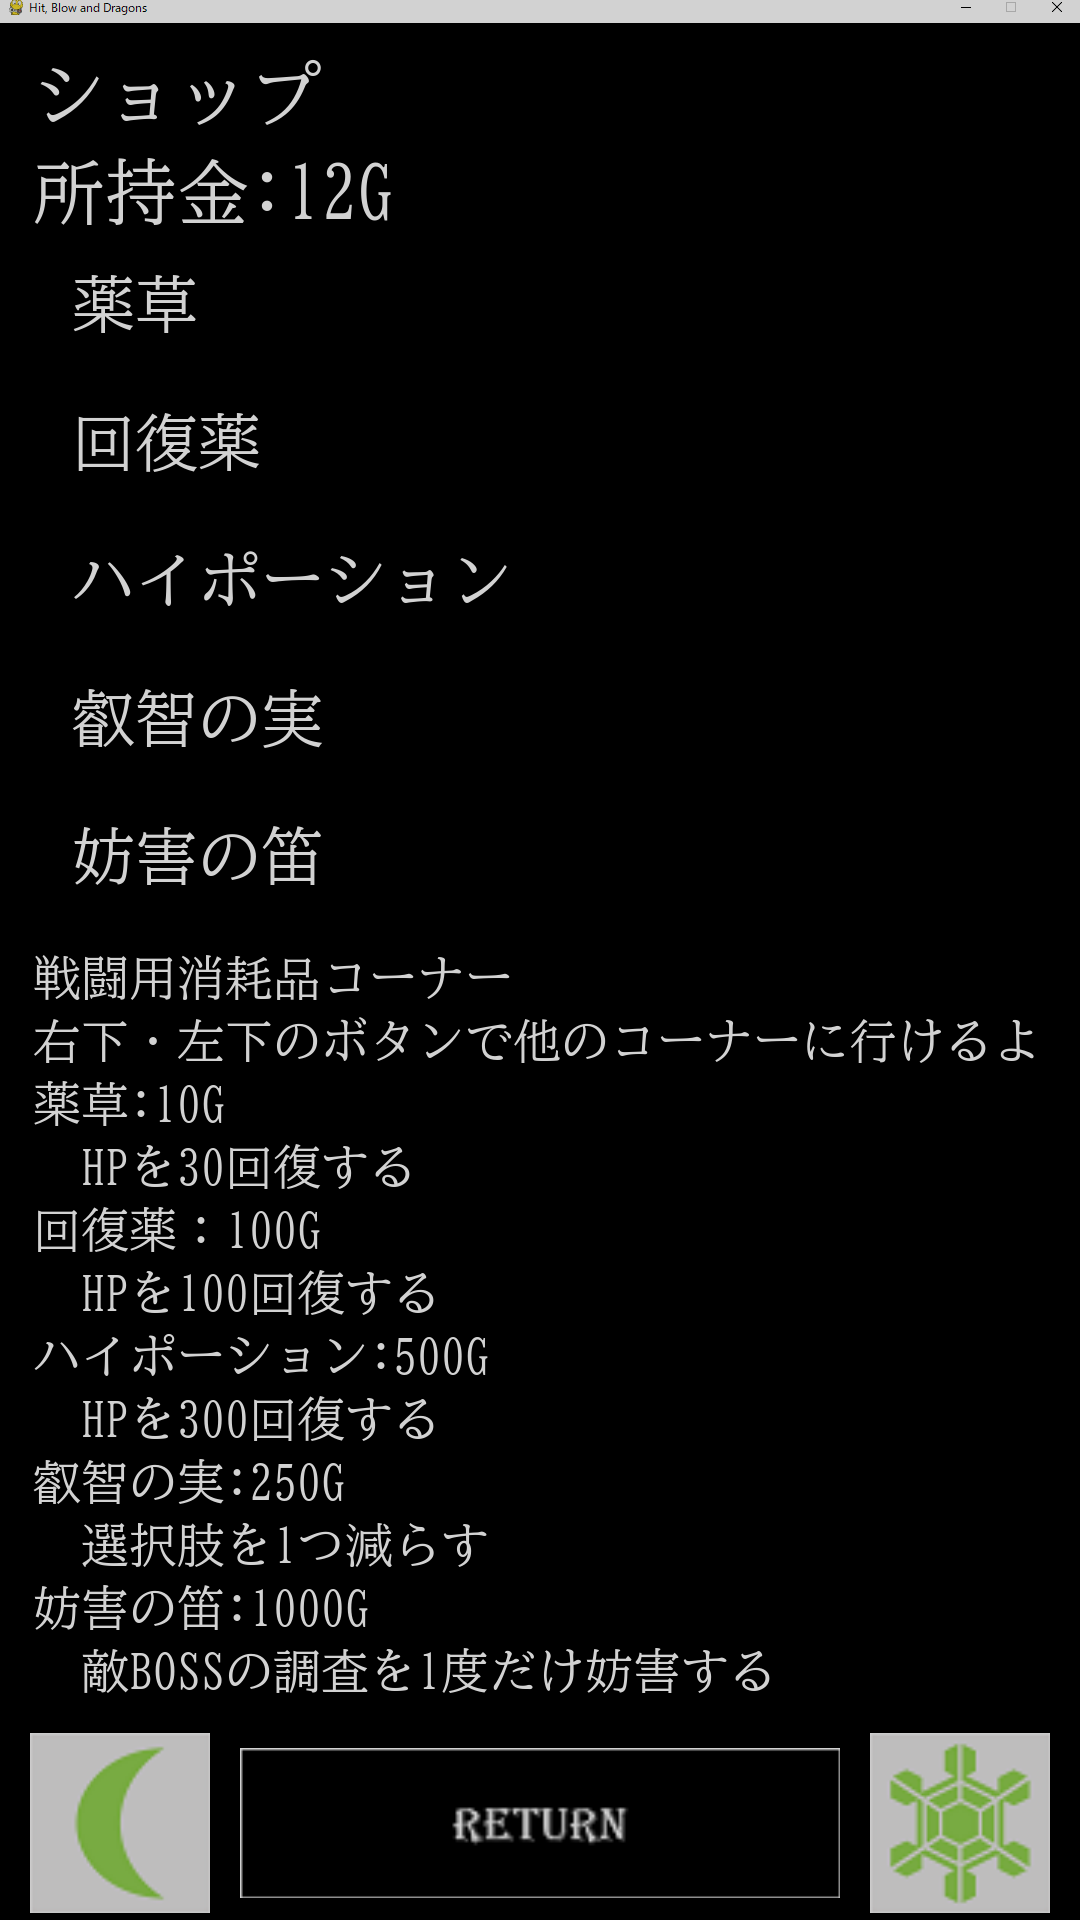 Hit, Blow and Dragons
ショップ
所持金:12G
薬草
回復薬
ハイポーション
叡智の実
妨害の笛
戦闘用消耗品コーナー
右下・左下のボタンで他のコーナーに行けるよ
薬草:10G
HPを30回復する
回復薬：100G
HPを100回復する
ハイポーション:500G
HPを300回復する
叡智の実:250G
選択肢を1つ減らす
妨害の笛:1000G
敵BOSSの調査を1度だけ妨害する
RETURN